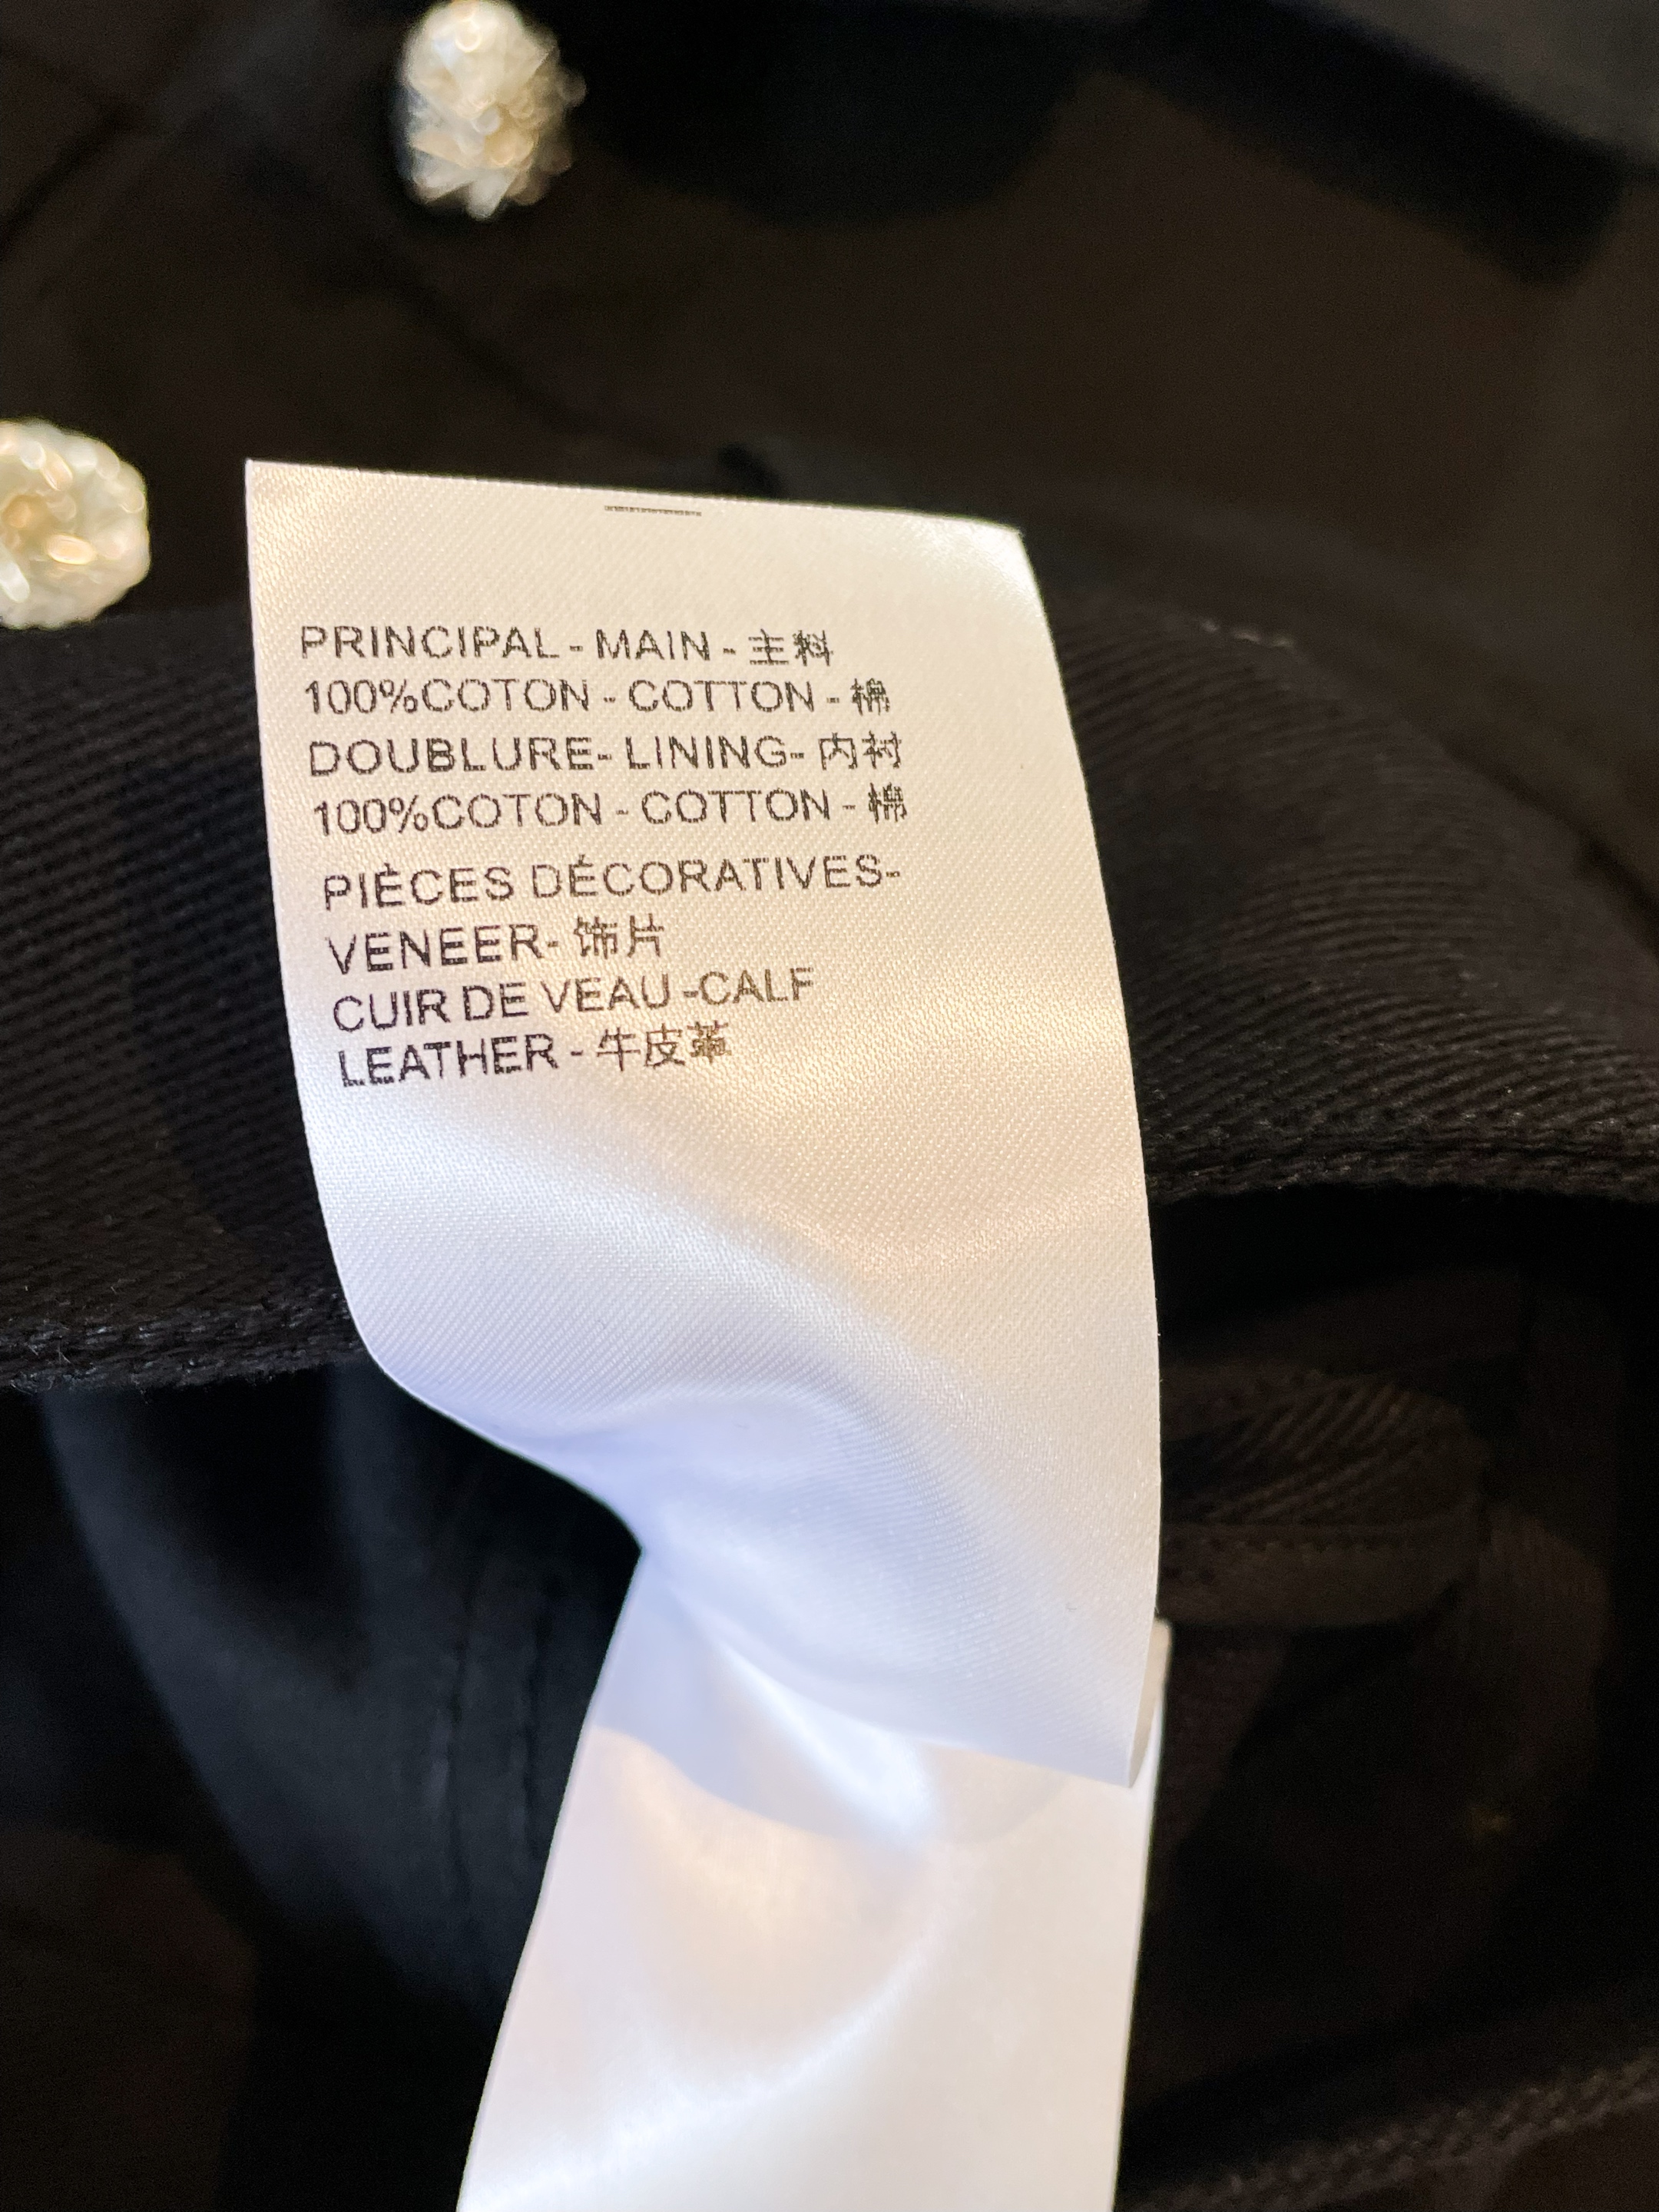 PRINCIPAL - MAIN - 主料
100%COTON - COTTON - 棉
DOUBLURE- LINING- 内衬
100%COTON - COTTON - 棉
PIÈCES DÉCORATIVES-
VENEER- 饰片
CUIR DE VEAU -CALF
LEATHER - 牛皮革